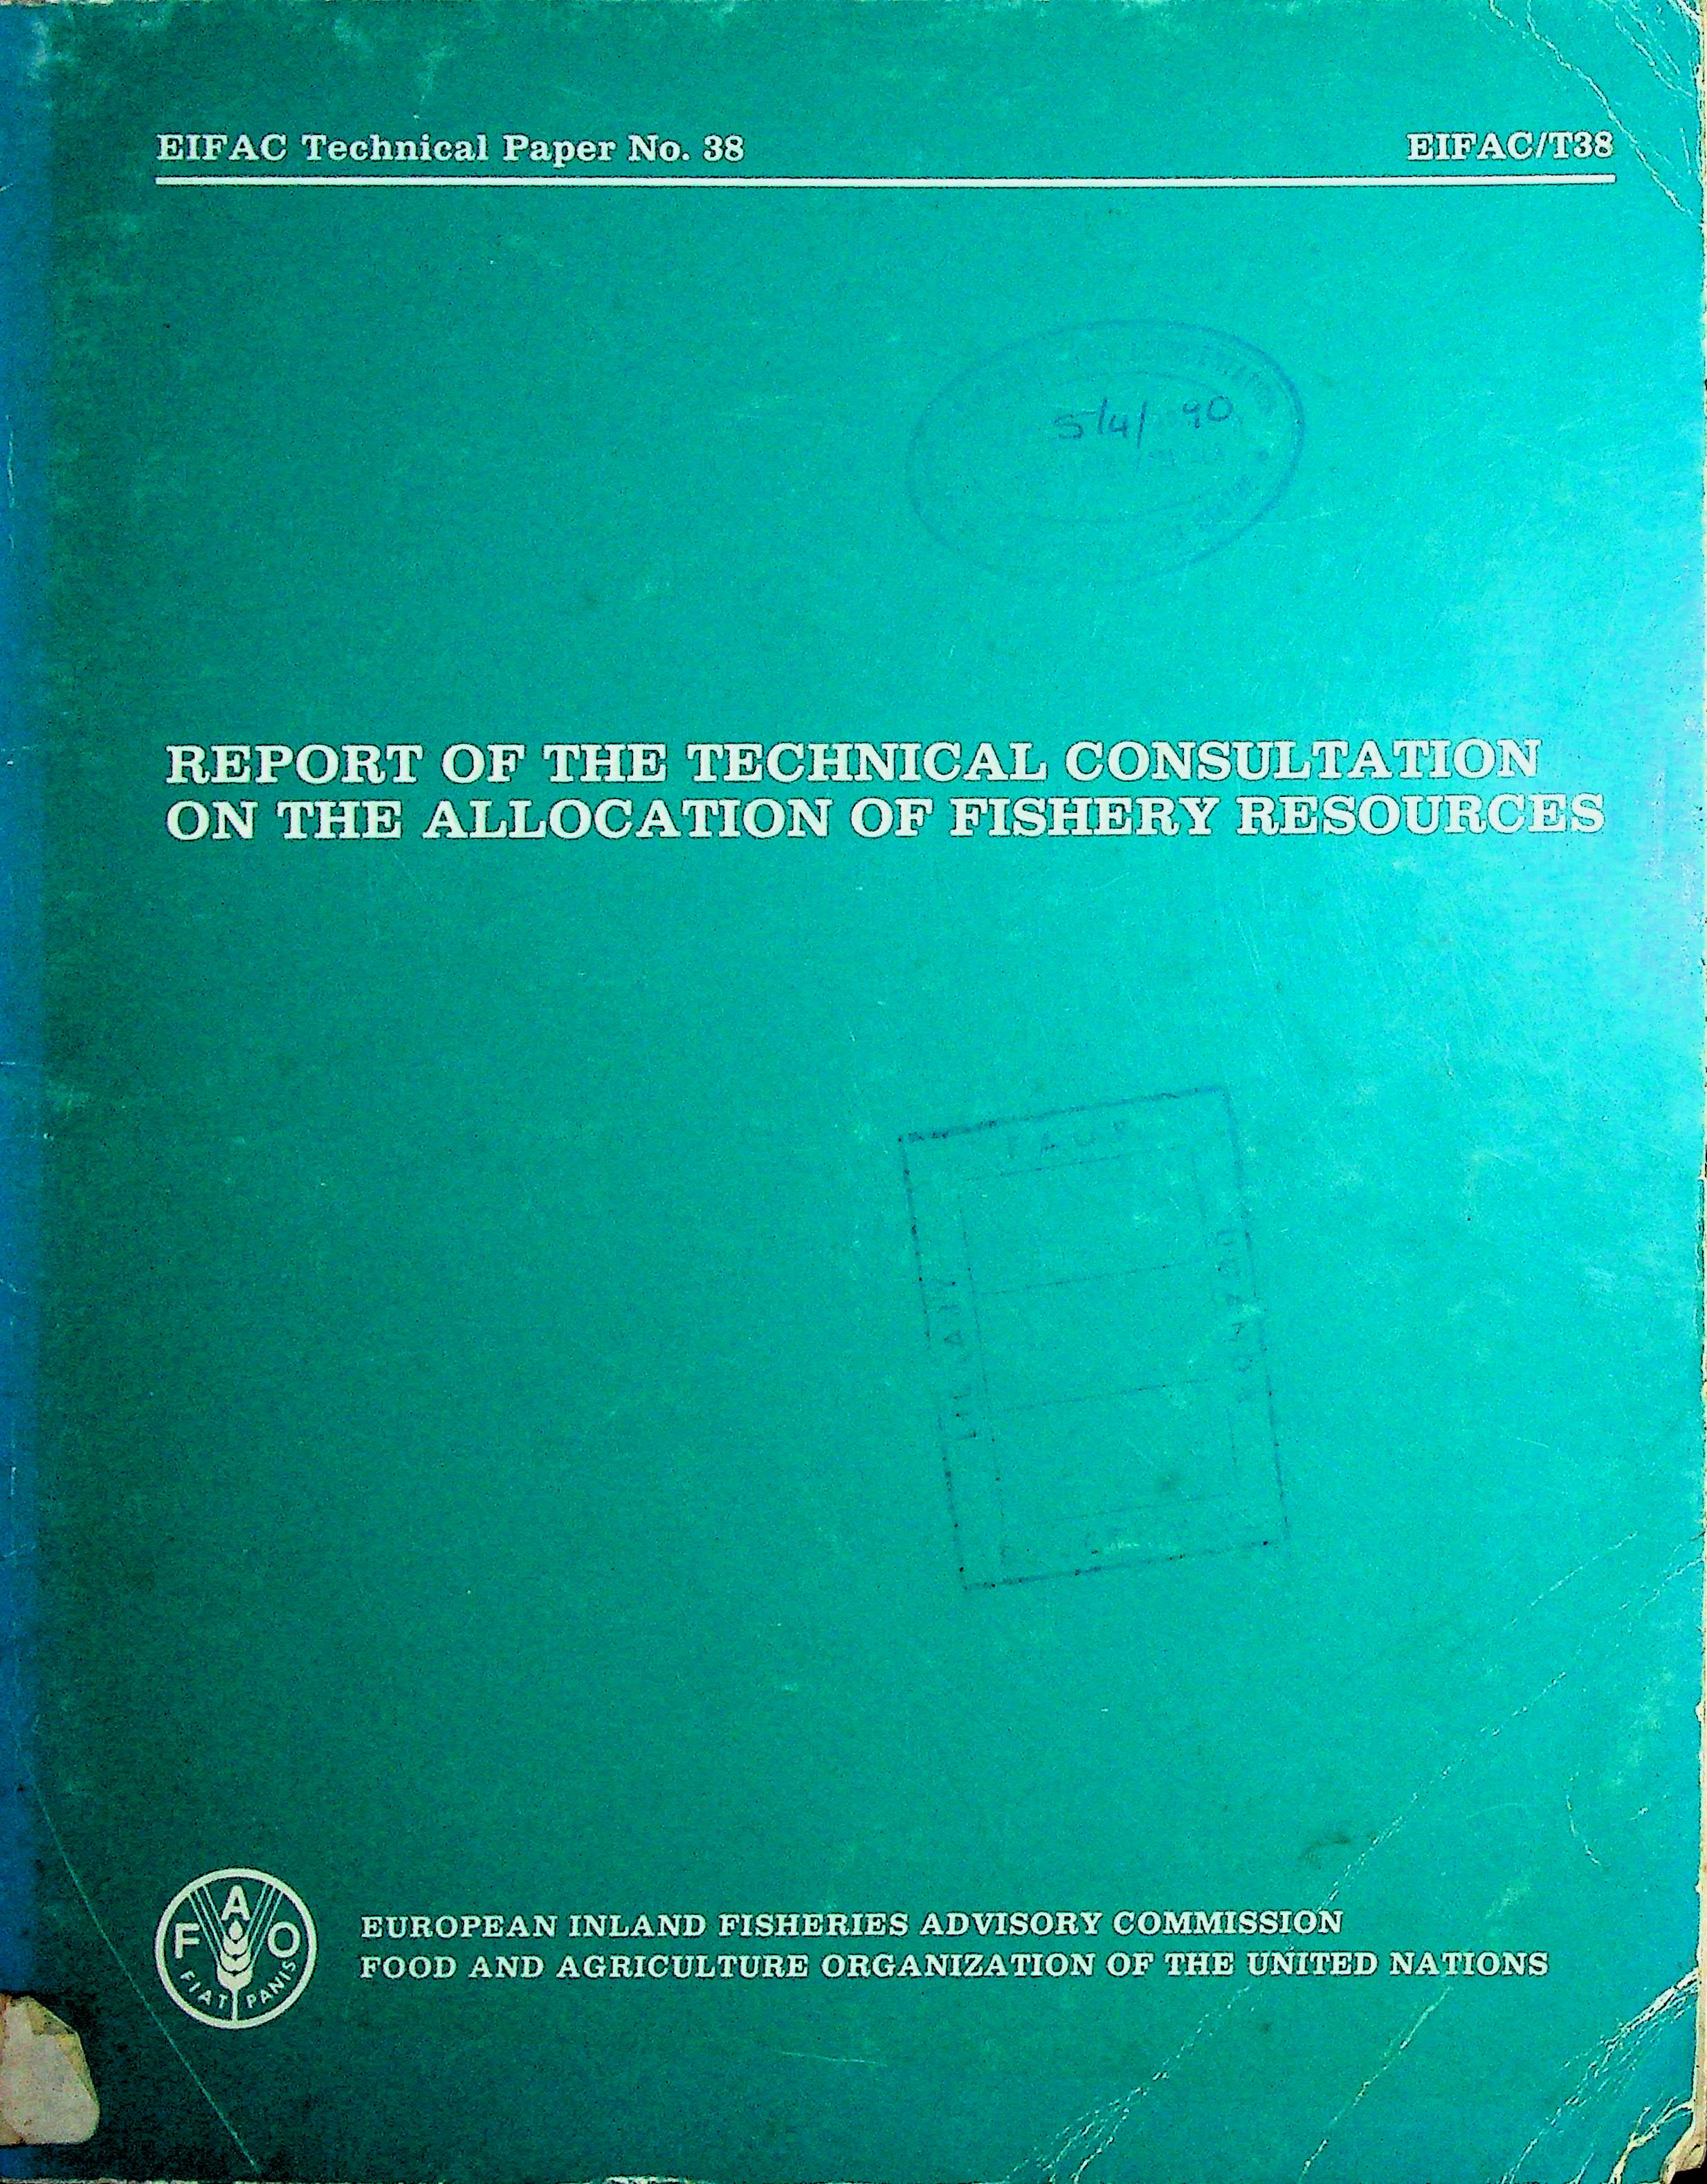 EIFAC Technical Paper No. 38
EIFAC/T38
5/4/90
REPORT OF THE TECHNICAL CONSULTATION
ON THE ALLOCATION OF FISHERY RESOURCES
F A O
FIAT PANIS
EUROPEAN INLAND FISHERIES ADVISORY COMMISSION
FOOD AND AGRICULTURE ORGANIZATION OF THE UNITED NATIONS